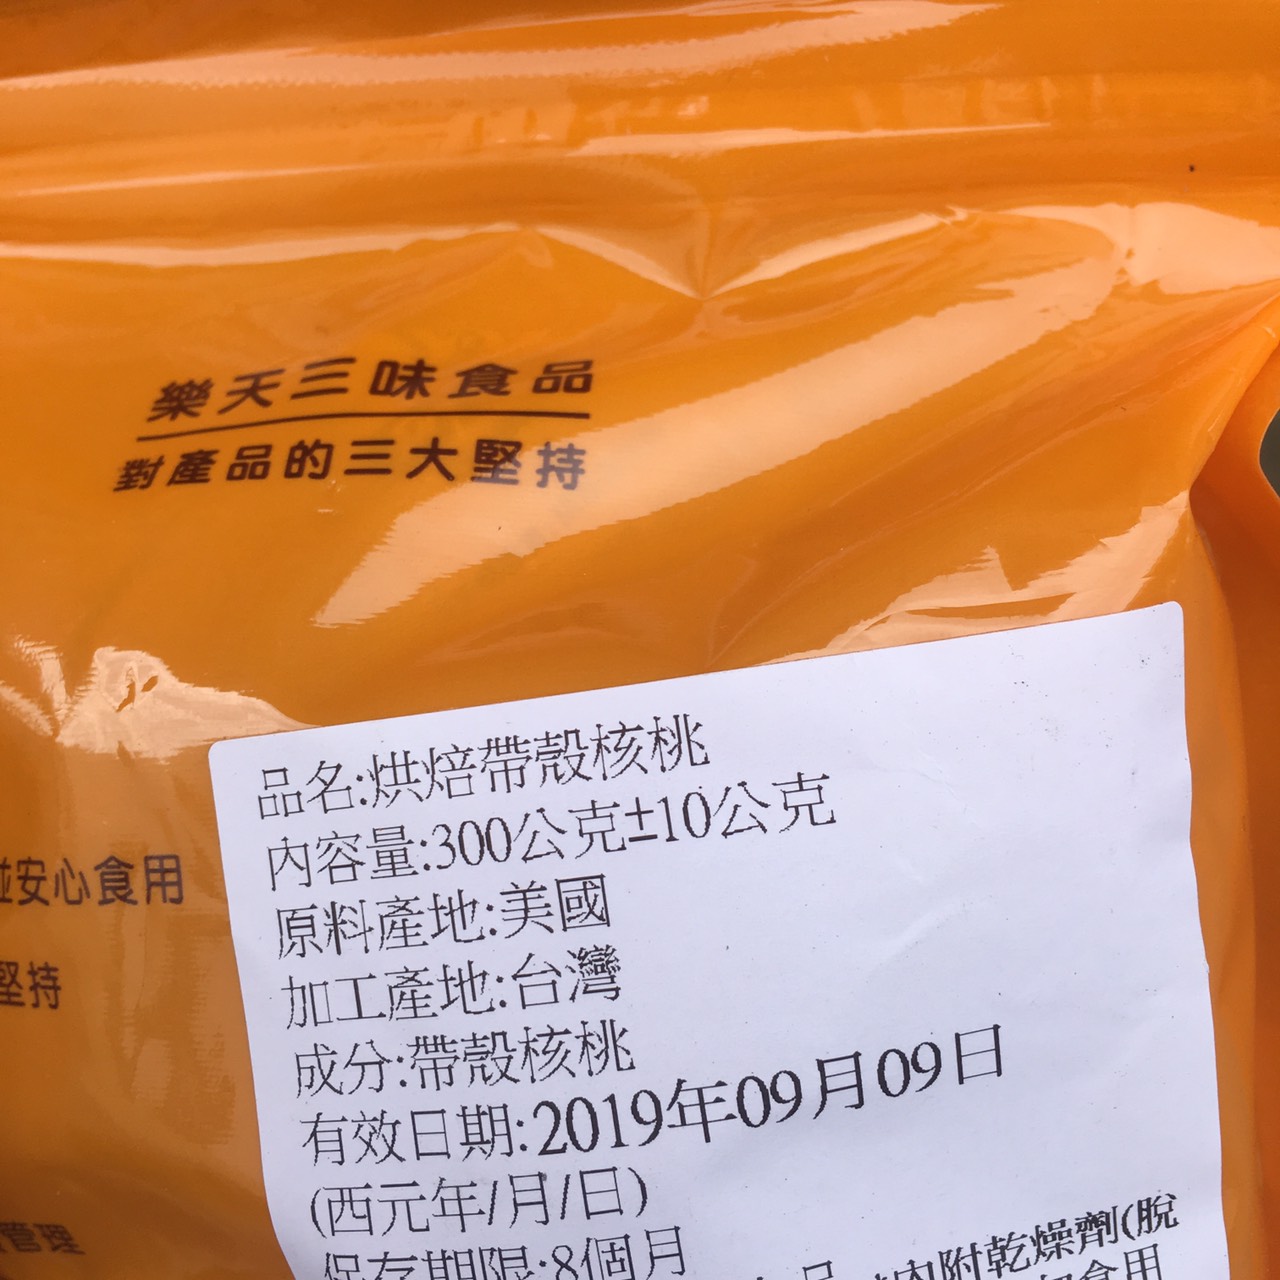 樂天三味食品
對產品的三大堅持
安心食用
堅持
管理
品名:烘焙帶殼核桃
內容量:300公克±10公克
原料產地:美國
加工產地:台灣
成分:帶殼核桃
有效日期:2019年09月09日
(西元年/月/日)
保存期限:8個月
內附乾燥劑(脫
食用